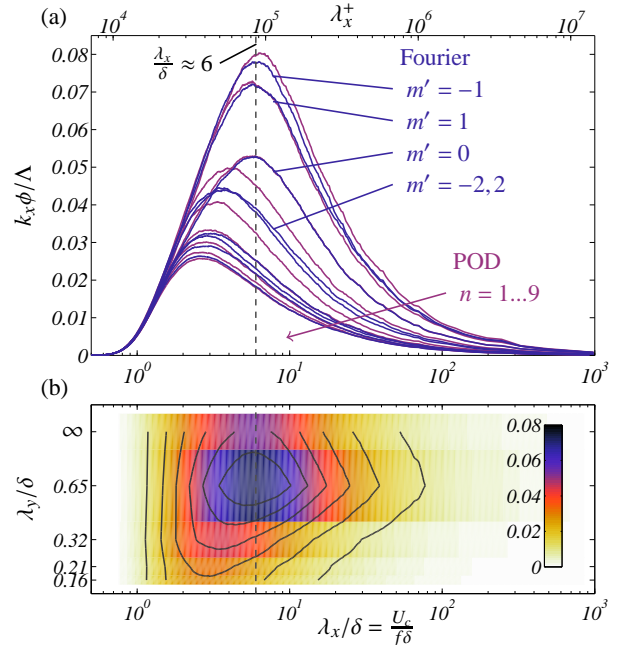 (a)
10^4 10^5 λ_x^+ 10^6 10^7
λ_x/δ ≈ 6
Fourier
m′ = −1
m′ = 1
m′ = 0
m′ = −2, 2
POD
n = 1...9
k_xϕ/Λ
0.08
0.07
0.06
0.05
0.04
0.03
0.02
0.01
0
10^0 10^1 10^2 10^3
(b)
λ_y/δ
∞
0.65
0.32
0.21
0.16
0.08
0.06
0.04
0.02
0
10^0 10^1 10^2 10^3
λ_x/δ = U_c/fδ